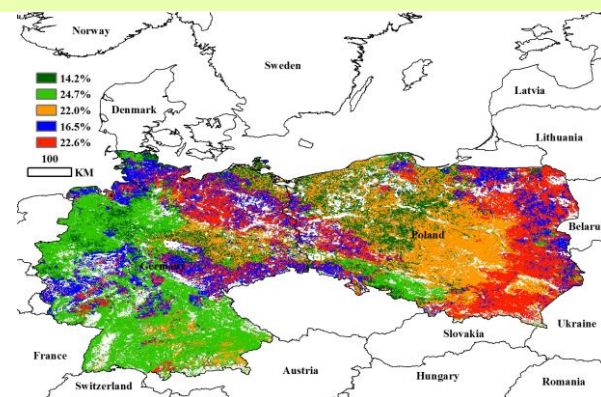 Norway
Sweden
14.2%
24.7%
22.0%
16.5%
22.6%
Denmark
Latvia
Lithuania
100
KM
Belaru
Poland
German
Ukraine
Slovakia
France
Austria
Switzerland
Hungary
Romania